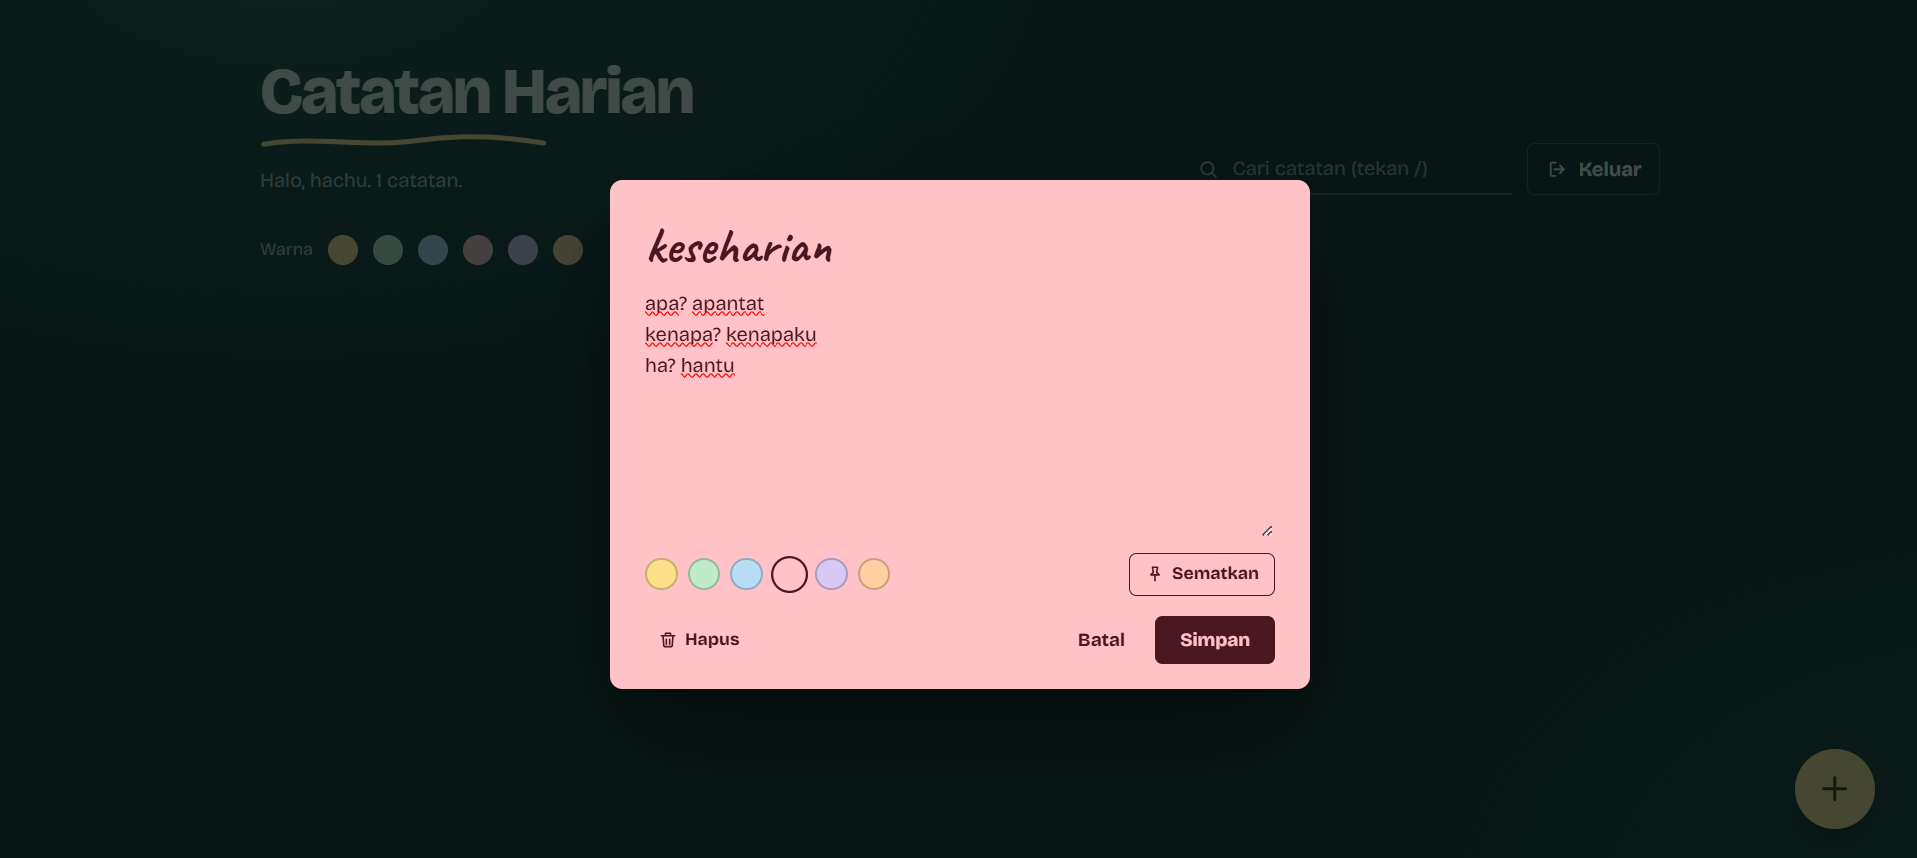 Catatan Harian
Halo, hachu. 1 catatan.
Cari catatan (tekan /)
Keluar
Warna
keseharian
apa? apantat
kenapa? kenapaku
ha? hantu
Sematkan
Hapus
Batal
Simpan